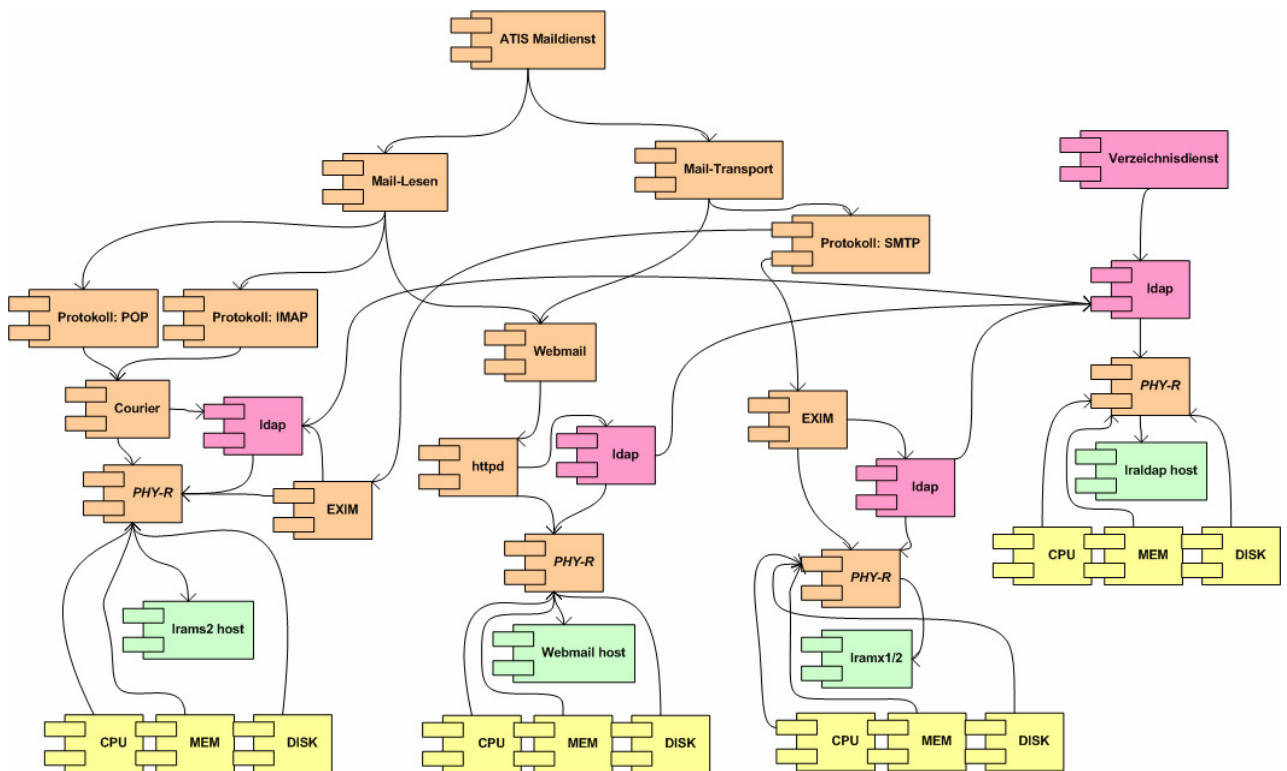 ATIS Maildienst
Mail-Lesen
Mail-Transport
Verzeichnisdienst
Protokoll: SMTP
Protokoll: POP
Protokoll: IMAP
ldap
Webmail
PHY-R
Courier
ldap
EXIM
httpd
ldap
Iraldap host
PHY-R
EXIM
ldap
CPU
MEM
DISK
PHY-R
PHY-R
Irams2 host
Webmail host
Iramx1/2
CPU
MEM
DISK
CPU
MEM
DISK
CPU
MEM
DISK